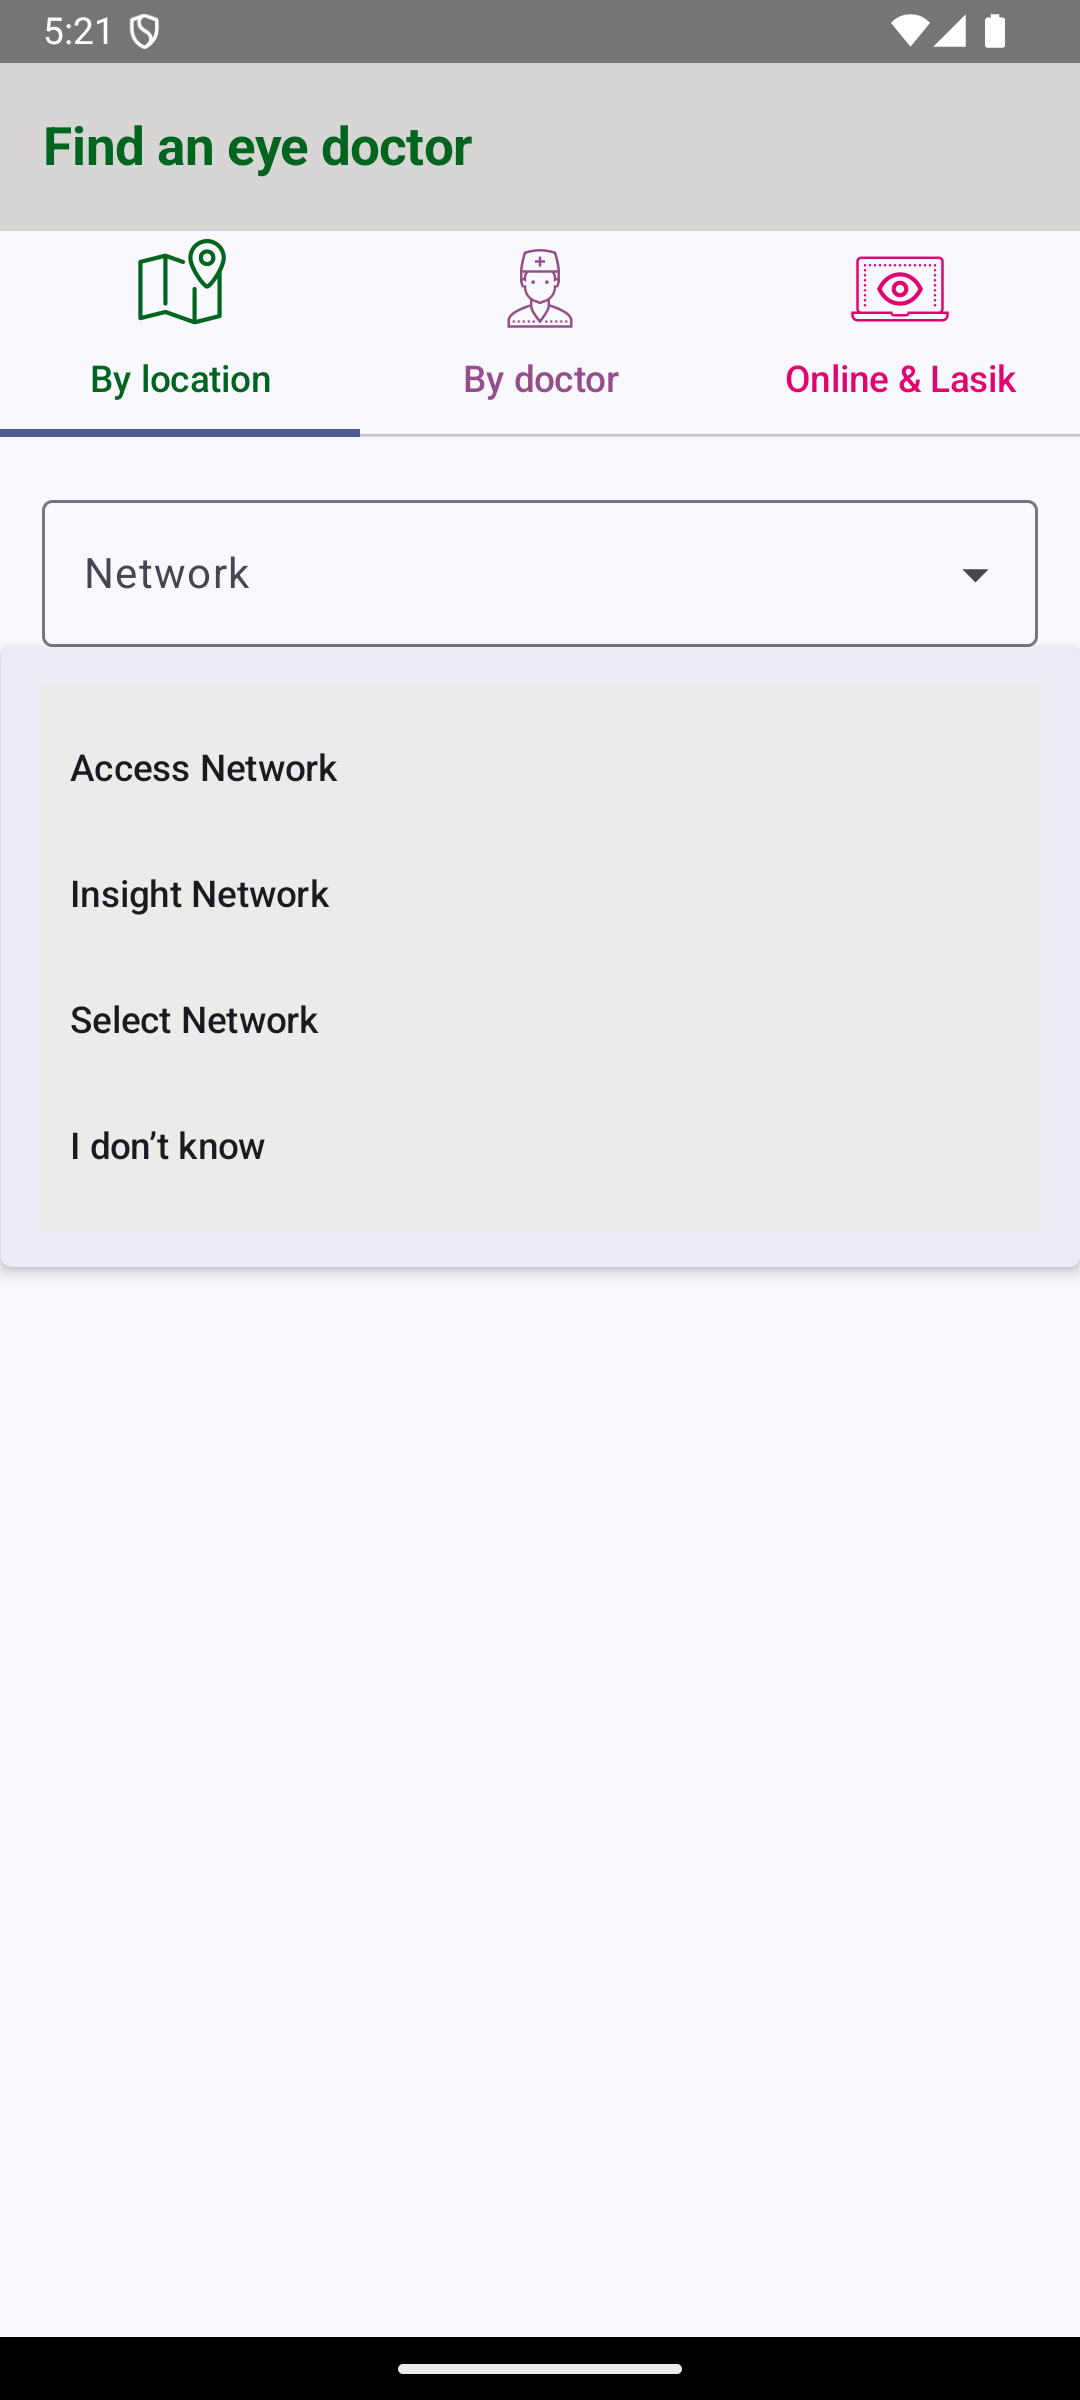 5:21
Find an eye doctor
By location
By doctor
Online & Lasik
Network
Access Network
Insight Network
Select Network
I don’t know